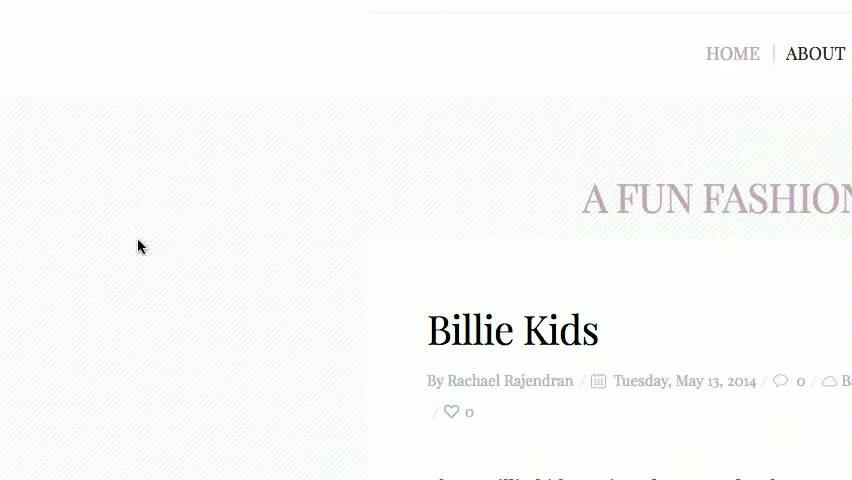 HOME ABOUT
A FUN FASHION
Billie Kids
By Rachael Rajendran / Tuesday, May 13, 2014 / 0 /
/ 0